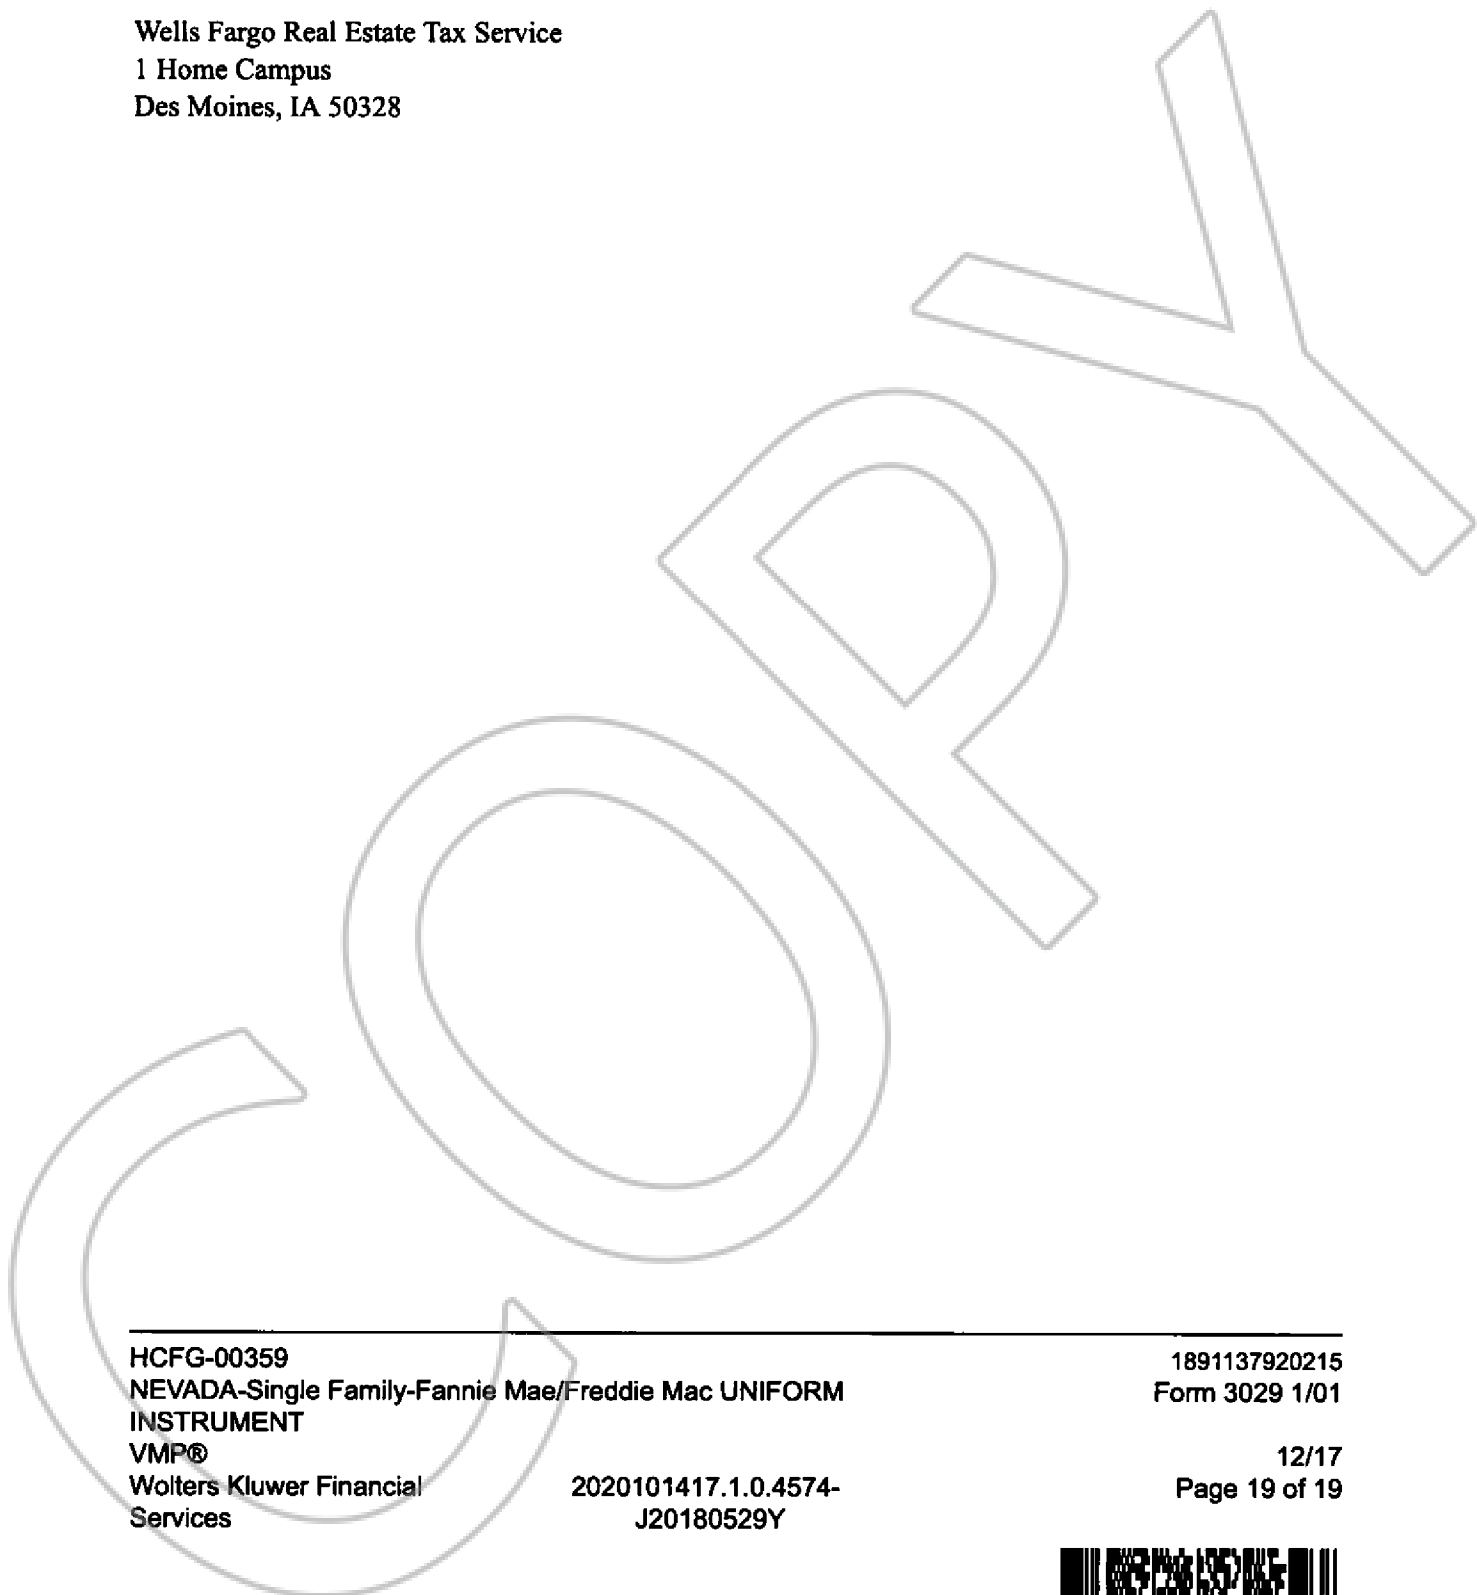 Wells Fargo Real Estate Tax Service
1 Home Campus
Des Moines, IA 50328
COPY
HCFG-00359 1891137920215
NEVADA-Single Family-Fannie Mae/Freddie Mac UNIFORM Form 3029 1/01
INSTRUMENT
VMP® 12/17
Wolters Kluwer Financial 2020101417.1.0.4574- Page 19 of 19
Services J20180529Y